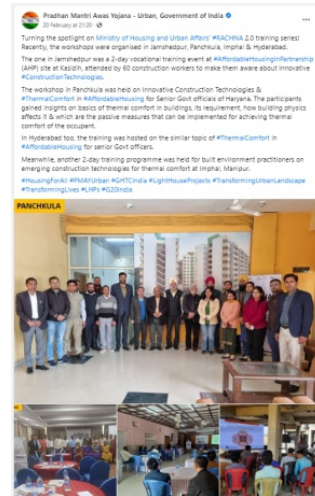 Pradhan Mantri Awas Yojana - Urban, Government of India
20 February at 21:20
Turning the spotlight on Ministry of Housing and Urban Affairs' #RACHNA 2.0 training series!
Recently, the workshops were organised in Jamshedpur, Panchkula, Imphal & Hyderabad.
The one in Jamshedpur was a 2-day vocational training event at #AffordableHousingInPartnership
(AHP) site at Kasidih, attended by 60 construction workers to make them aware about Innovative
#ConstructionTechnologies.
The workshop in Panchkula was held on Innovative Construction Technologies &
#ThermalComfort in #AffordableHousing for Senior Govt officials of Haryana. The participants
gained insights on basics of thermal comfort in buildings, its requirement, how building physics
affects it & which are the passive measures that can be implemented for achieving thermal
comfort of the occupant.
In Hyderabad too, the training was hosted on the similar topic of #ThermalComfort in
#AffordableHousing for senior Govt officers.
Meanwhile, another 2-day training programme was held for built environment practitioners on
emerging construction technologies for thermal comfort at Imphal, Manipur.
#HousingForAll #PMAYUrban #GHTCIndia #LightHouseProjects #TransformingUrbanLandscape
#TransformingLives #LHPs #G20India
PANCHKULA